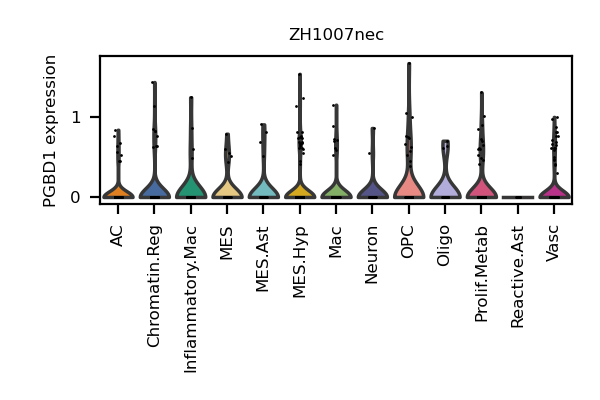 ZH1007nec
PGBD1 expression
1
0
AC
Chromatin.Reg
Inflammatory.Mac
MES
MES.Ast
MES.Hyp
Mac
Neuron
OPC
Oligo
Prolif.Metab
Reactive.Ast
Vasc